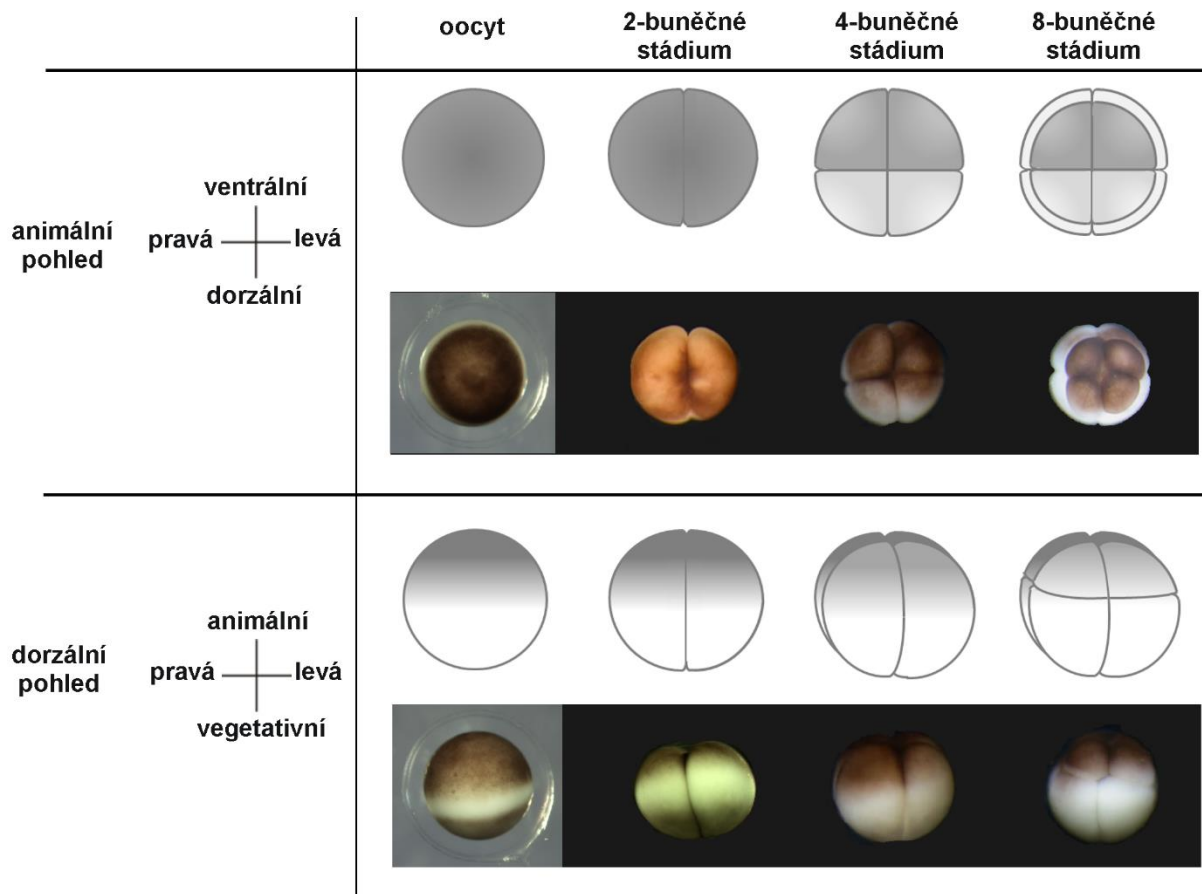 oocyt
2-buněčné
stádium
4-buněčné
stádium
8-buněčné
stádium
animální
pohled
ventrální
pravá
levá
dorzální
dorzální
pohled
animální
pravá
levá
vegetativní